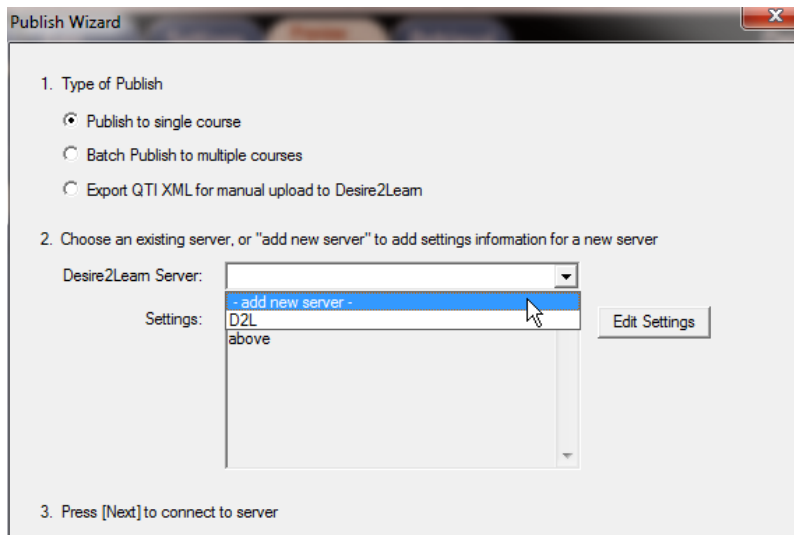 Publish Wizard
1. Type of Publish
Publish to single course
Batch Publish to multiple courses
Export QTI XML for manual upload to Desire2Learn
2. Choose an existing server, or "add new server" to add settings information for a new server
Desire2Learn Server:
- add new server -
Settings:
D2L
Edit Settings
above
3. Press [Next] to connect to server